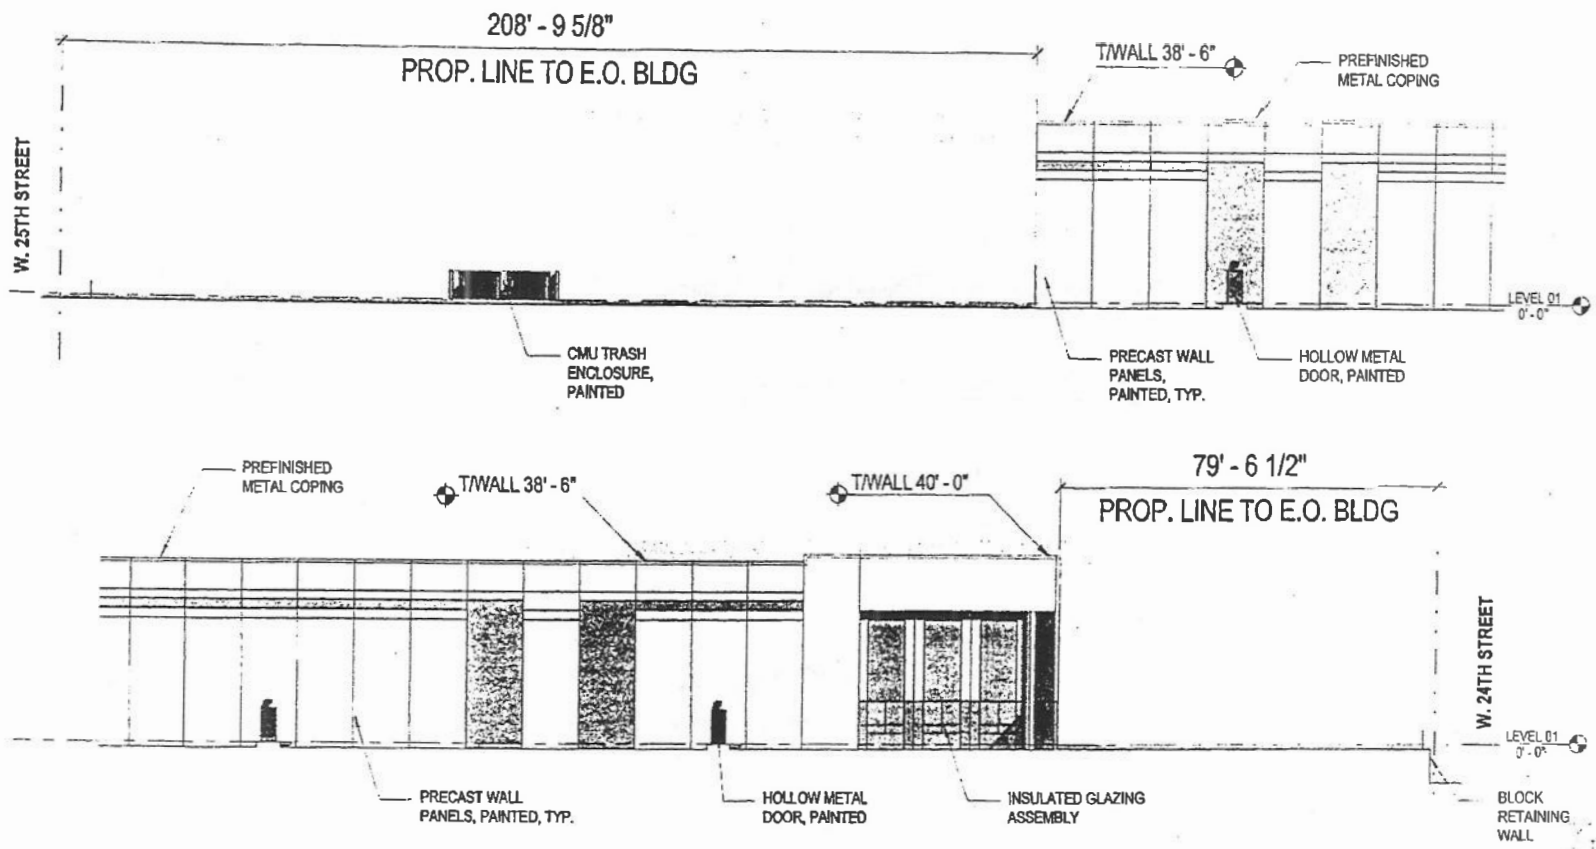 208' - 9 5/8"
PROP. LINE TO E.O. BLDG
T/WALL 38' - 6"
PREFINISHED
METAL COPING
W. 25TH STREET
LEVEL 01
0' - 0"
CMU TRASH
ENCLOSURE,
PAINTED
PRECAST WALL
PANELS,
PAINTED, TYP.
HOLLOW METAL
DOOR, PAINTED
PREFINISHED
METAL COPING
T/WALL 38' - 6"
T/WALL 40' - 0"
79' - 6 1/2"
PROP. LINE TO E.O. BLDG
W. 24TH STREET
LEVEL 01
0' - 0"
PRECAST WALL
PANELS, PAINTED, TYP.
HOLLOW METAL
DOOR, PAINTED
INSULATED GLAZING
ASSEMBLY
BLOCK
RETAINING
WALL